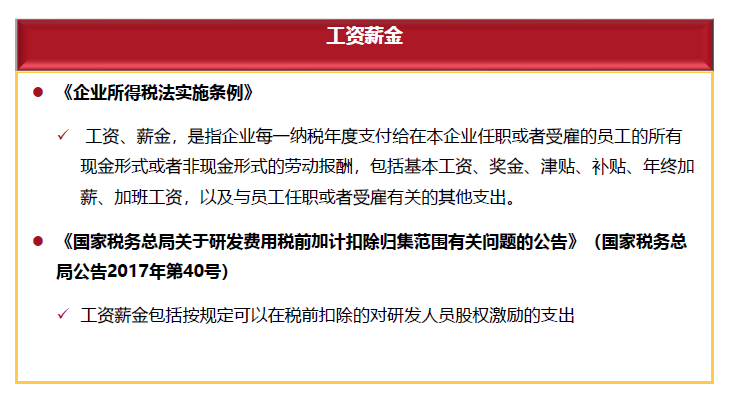 工资薪金
《企业所得税法实施条例》
工资、薪金，是指企业每一纳税年度支付给在本企业任职或者受雇的员工的所有
现金形式或者非现金形式的劳动报酬，包括基本工资、奖金、津贴、补贴、年终加
薪、加班工资，以及与员工任职或者受雇有关的其他支出。
《国家税务总局关于研发费用税前加计扣除归集范围有关问题的公告》（国家税务总
局公告2017年第40号）
工资薪金包括按规定可以在税前扣除的对研发人员股权激励的支出